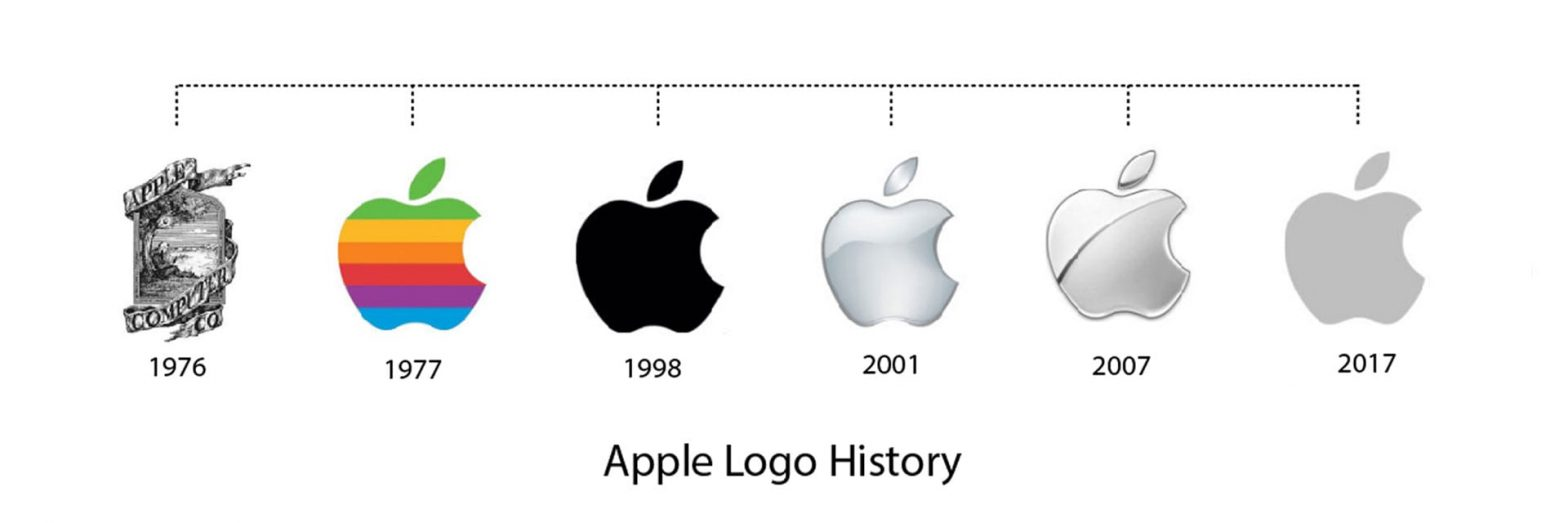 APPLE
COMPUTER
CO
1976
1977
1998
2001
2007
2017
Apple Logo History